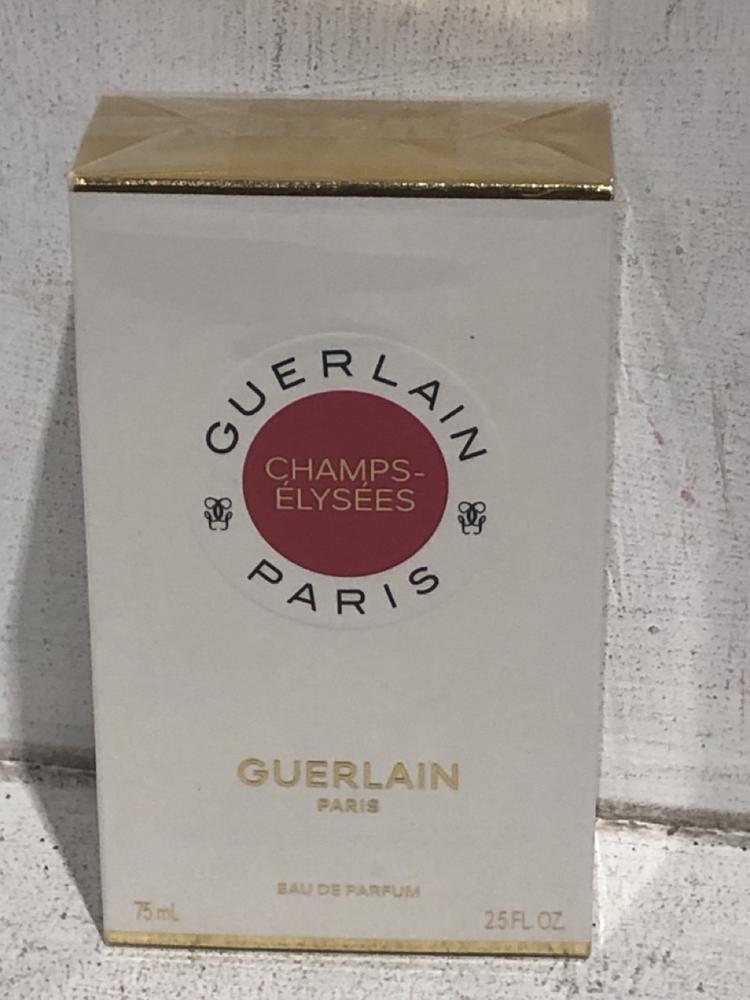 GUERLAIN
CHAMPS-
ÉLYSÉES
PARIS
GUERLAIN
PARIS
EAU DE PARFUM
75 mL
2.5 FL. OZ.